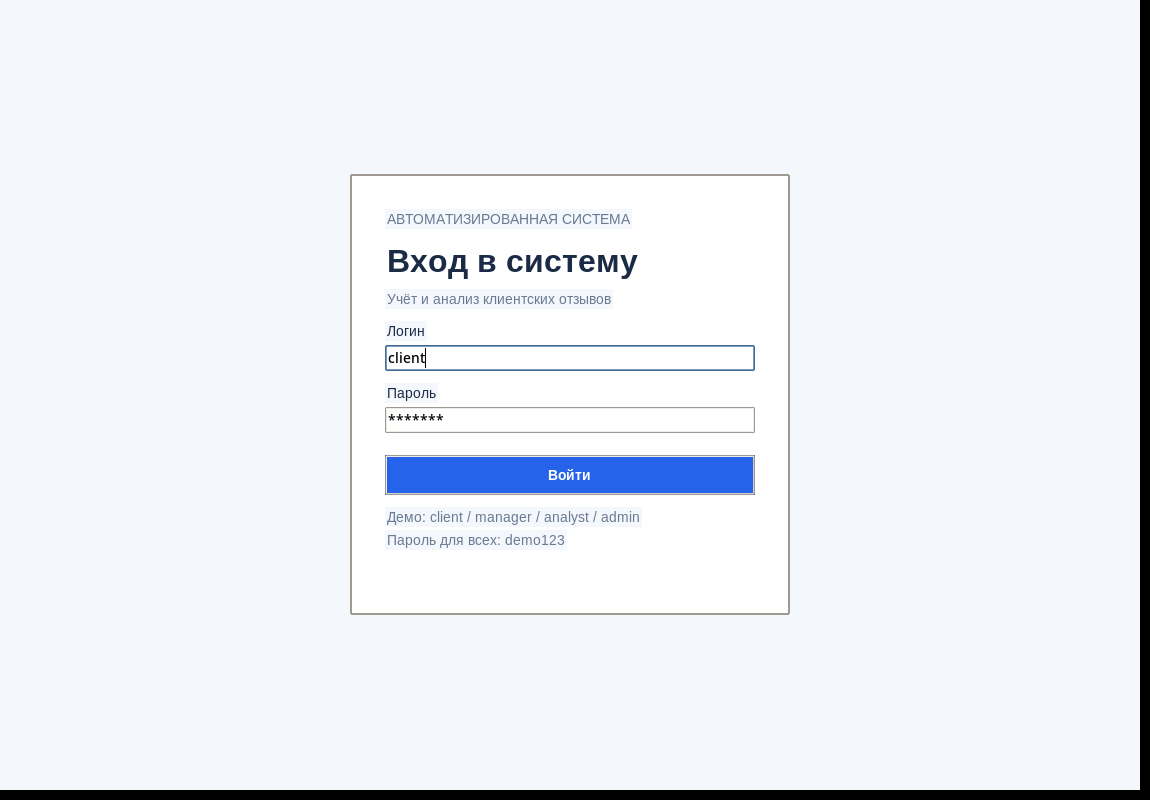 АВТОМАТИЗИРОВАННАЯ СИСТЕМА
Вход в систему
Учёт и анализ клиентских отзывов
Логин
client
Пароль
*******
Войти
Демо: client / manager / analyst / admin
Пароль для всех: demo123